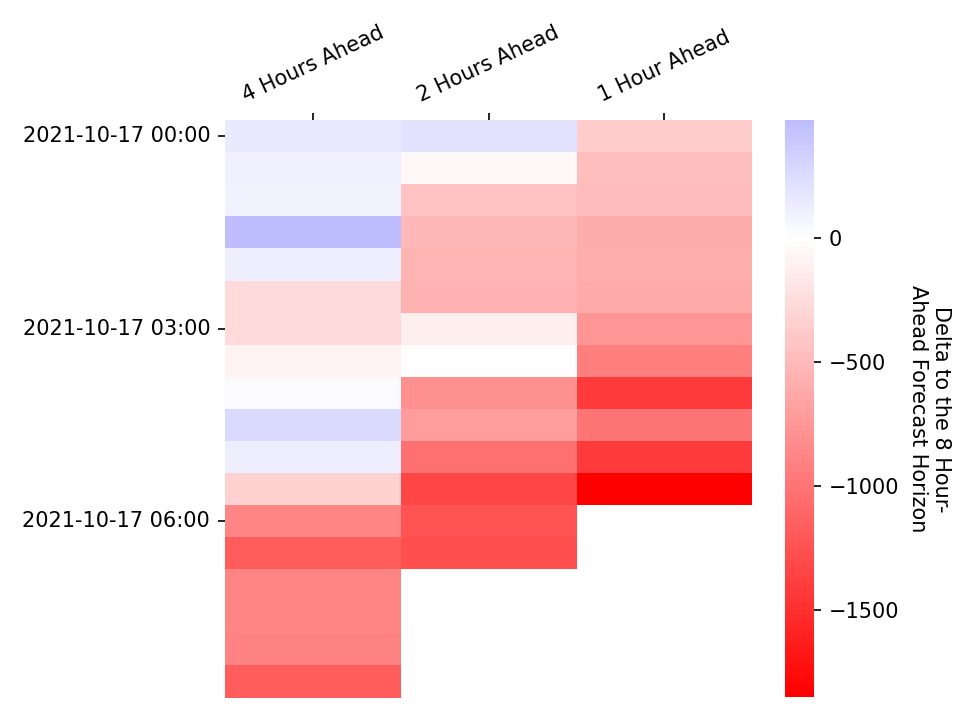 4 Hours Ahead
2 Hours Ahead
1 Hour Ahead
2021-10-17 00:00
2021-10-17 03:00
2021-10-17 06:00
0
−500
−1000
−1500
Delta to the 8 Hour-
Ahead Forecast Horizon